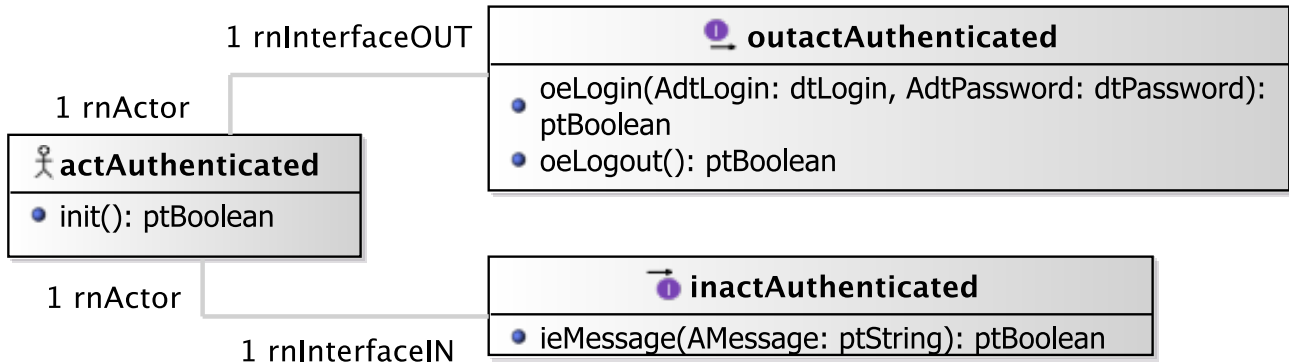 1 rnInterfaceOUT
outactAuthenticated
oeLogin(AdtLogin: dtLogin, AdtPassword: dtPassword):
ptBoolean
oeLogout(): ptBoolean
1 rnActor
actAuthenticated
init(): ptBoolean
1 rnActor
1 rnInterfaceIN
inactAuthenticated
ieMessage(AMessage: ptString): ptBoolean